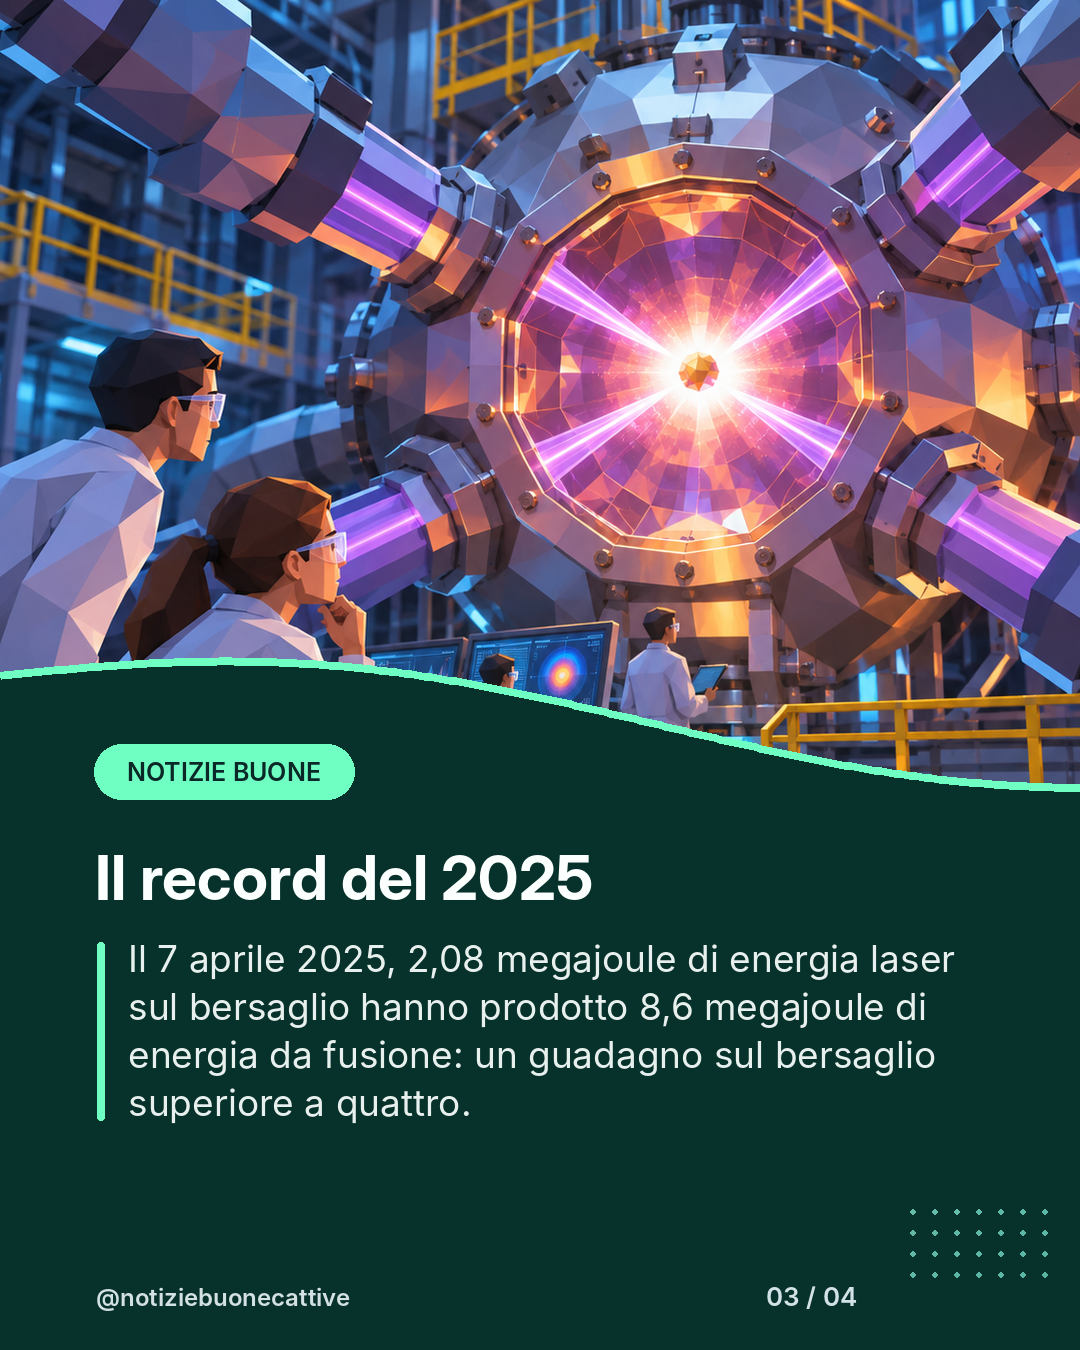 NOTIZIE BUONE
Il record del 2025
Il 7 aprile 2025, 2,08 megajoule di energia laser
sul bersaglio hanno prodotto 8,6 megajoule di
energia da fusione: un guadagno sul bersaglio
superiore a quattro.
@notiziebuonecattive
03 / 04